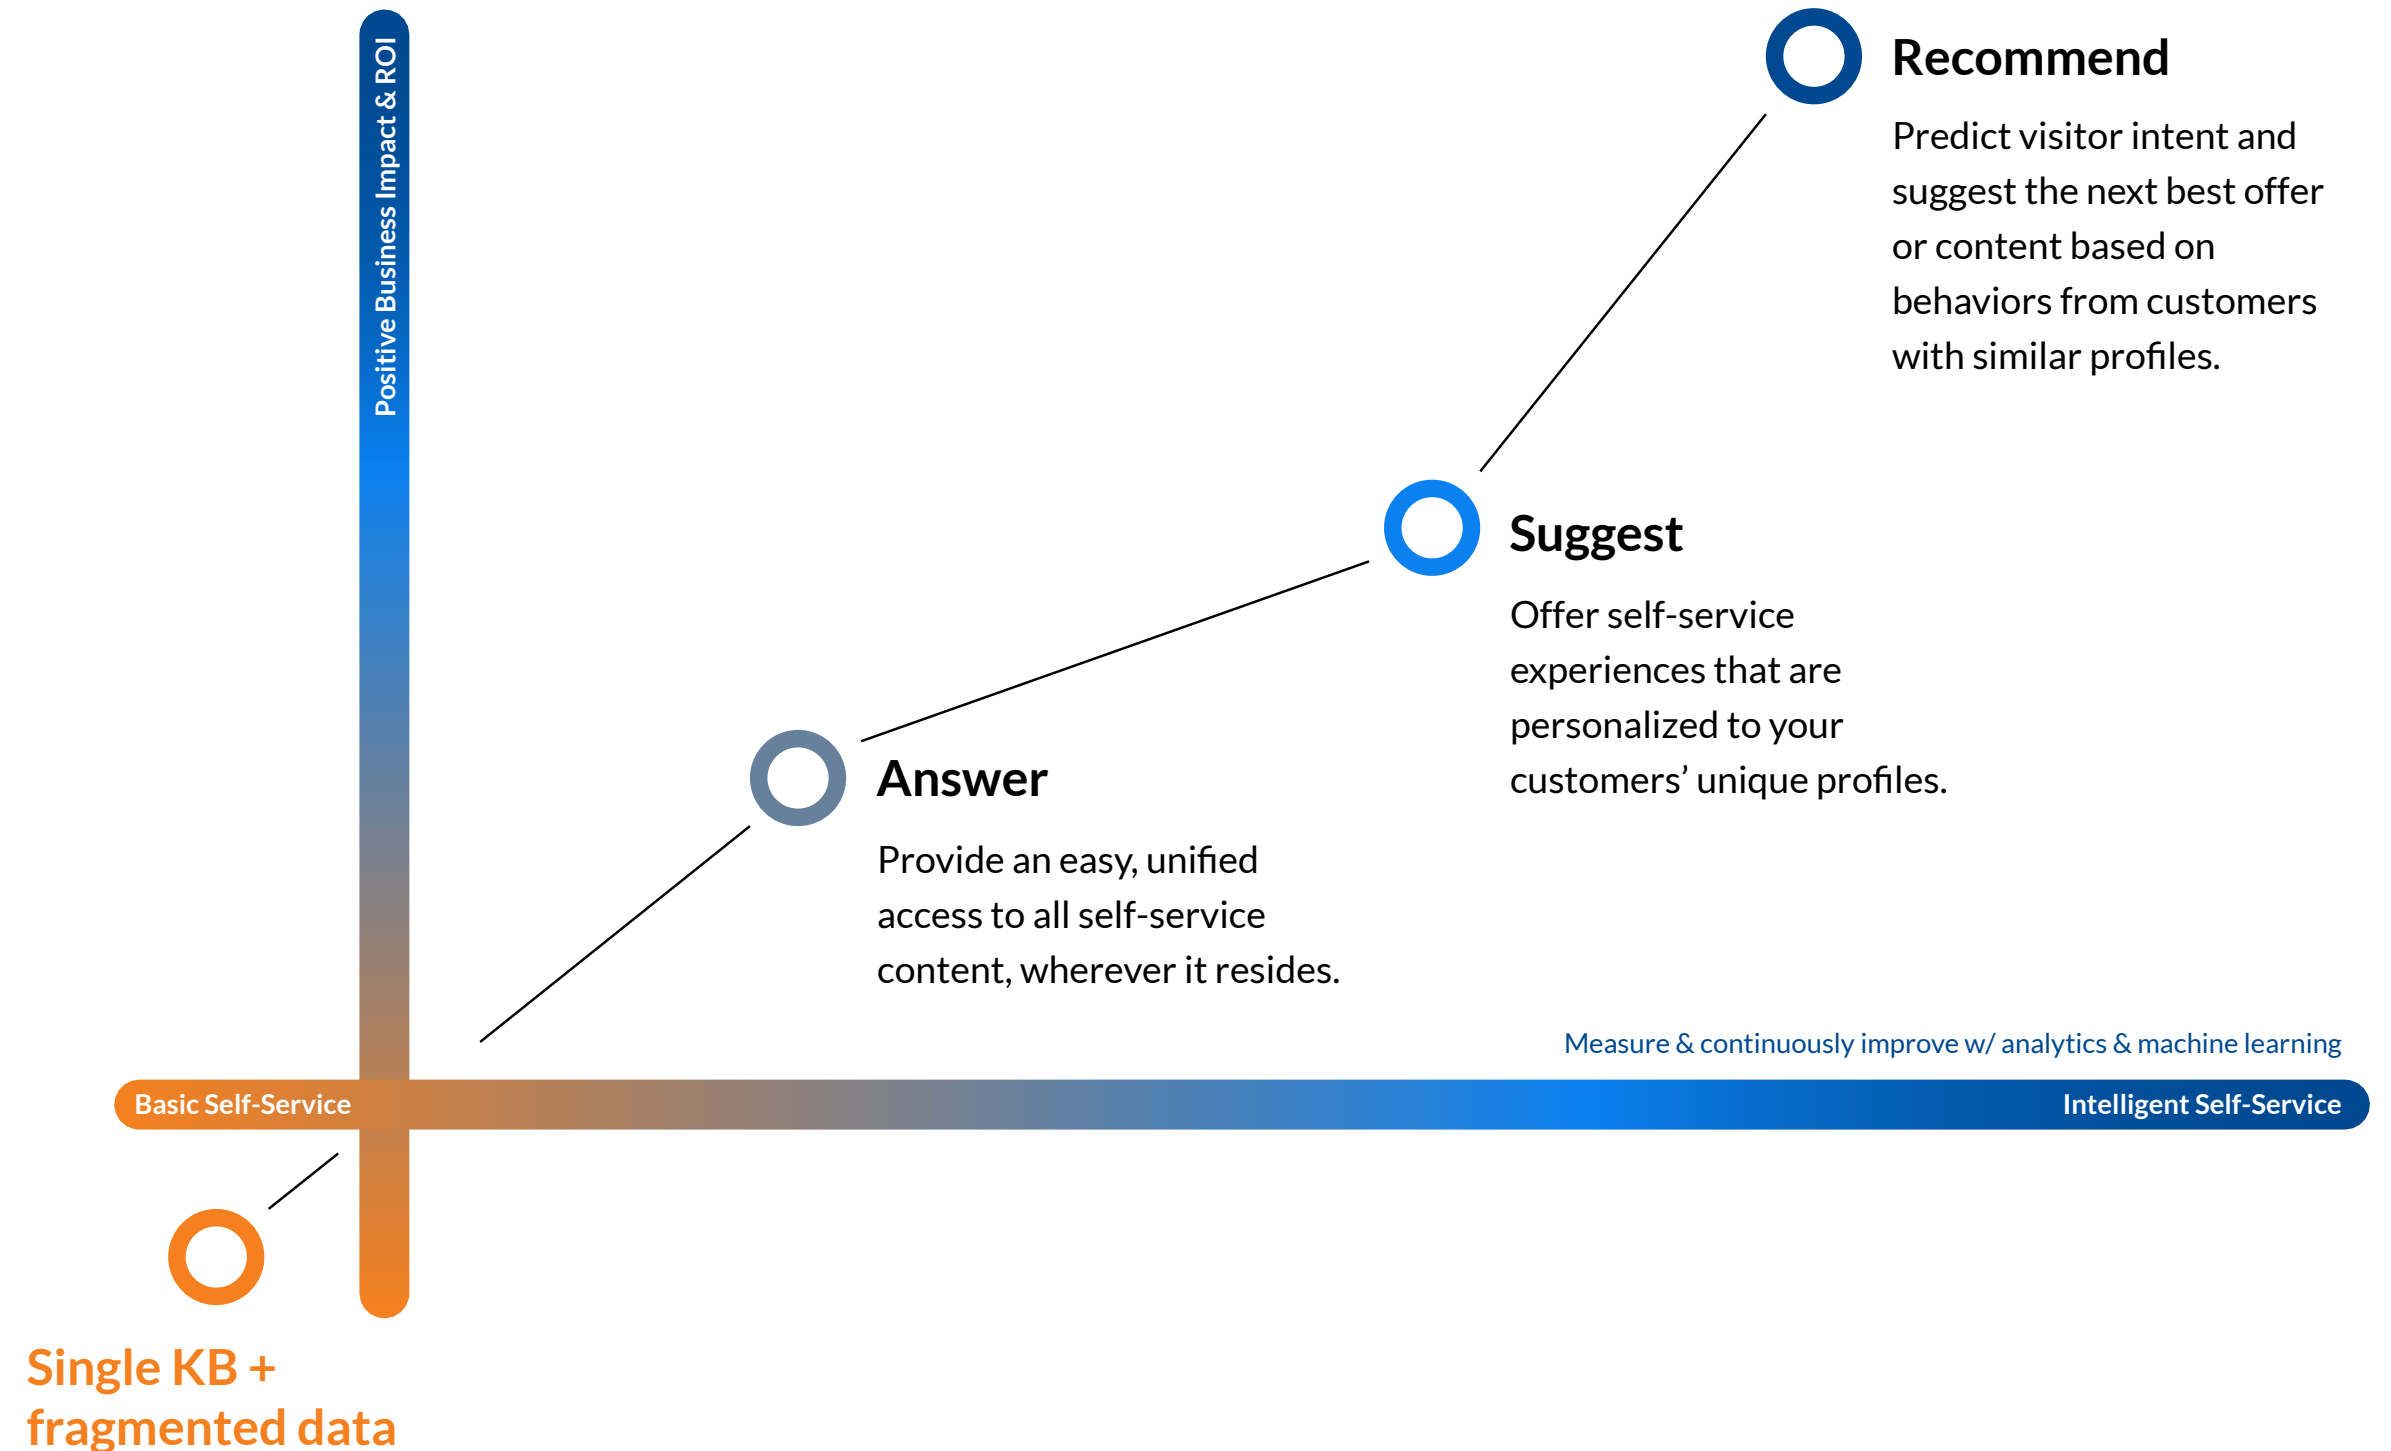 Positive Business Impact & ROI
Recommend
Predict visitor intent and
suggest the next best offer
or content based on
behaviors from customers
with similar profiles.
Suggest
Offer self-service
experiences that are
personalized to your
customers’ unique profiles.
Answer
Provide an easy, unified
access to all self-service
content, wherever it resides.
Measure & continuously improve w/ analytics & machine learning
Basic Self-Service
Intelligent Self-Service
Single KB +
fragmented data